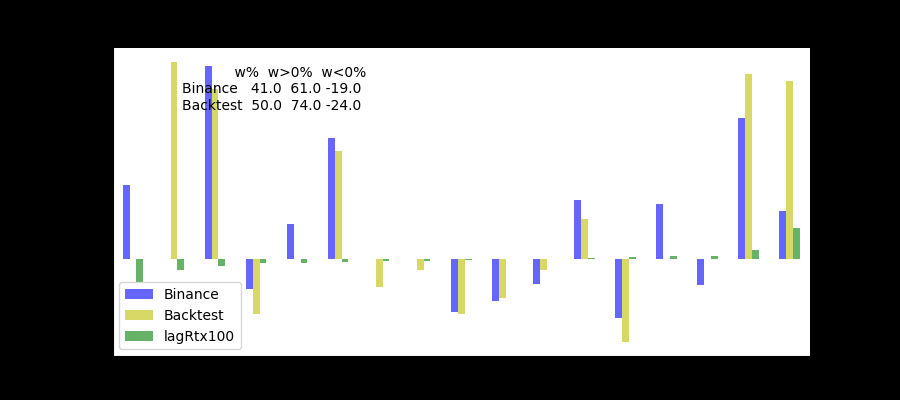 w% w>0% w<0%
Binance 41.0 61.0 -19.0
Backtest 50.0 74.0 -24.0
Binance
Backtest
lagRtx100